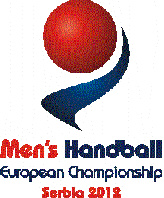 Men's Handball
European Championship
Serbia 2012